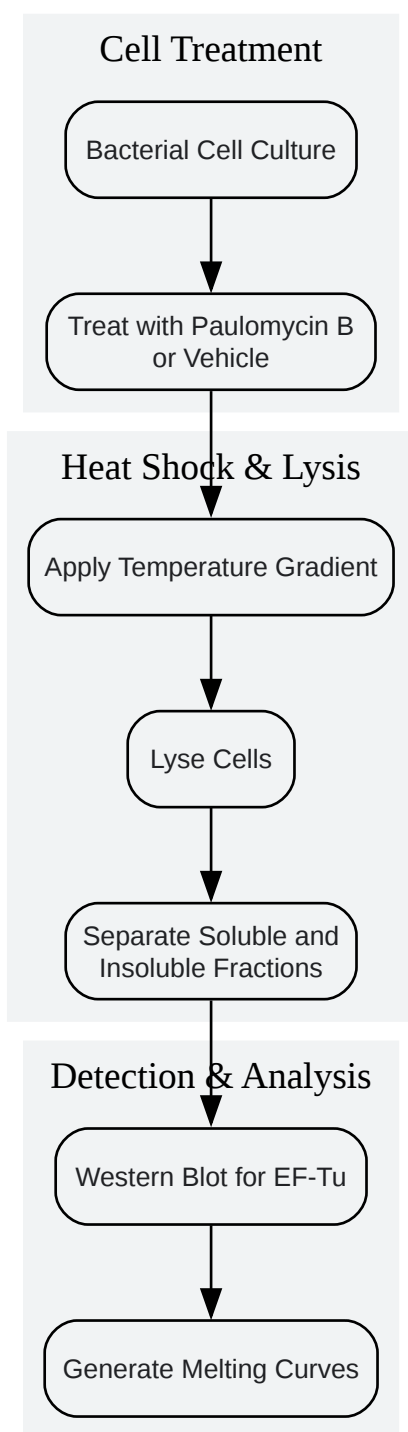 Cell Treatment
Bacterial Cell Culture
Treat with Paulomycin B
or Vehicle
Heat Shock & Lysis
Apply Temperature Gradient
Lyse Cells
Separate Soluble and
Insoluble Fractions
Detection & Analysis
Western Blot for EF-Tu
Generate Melting Curves